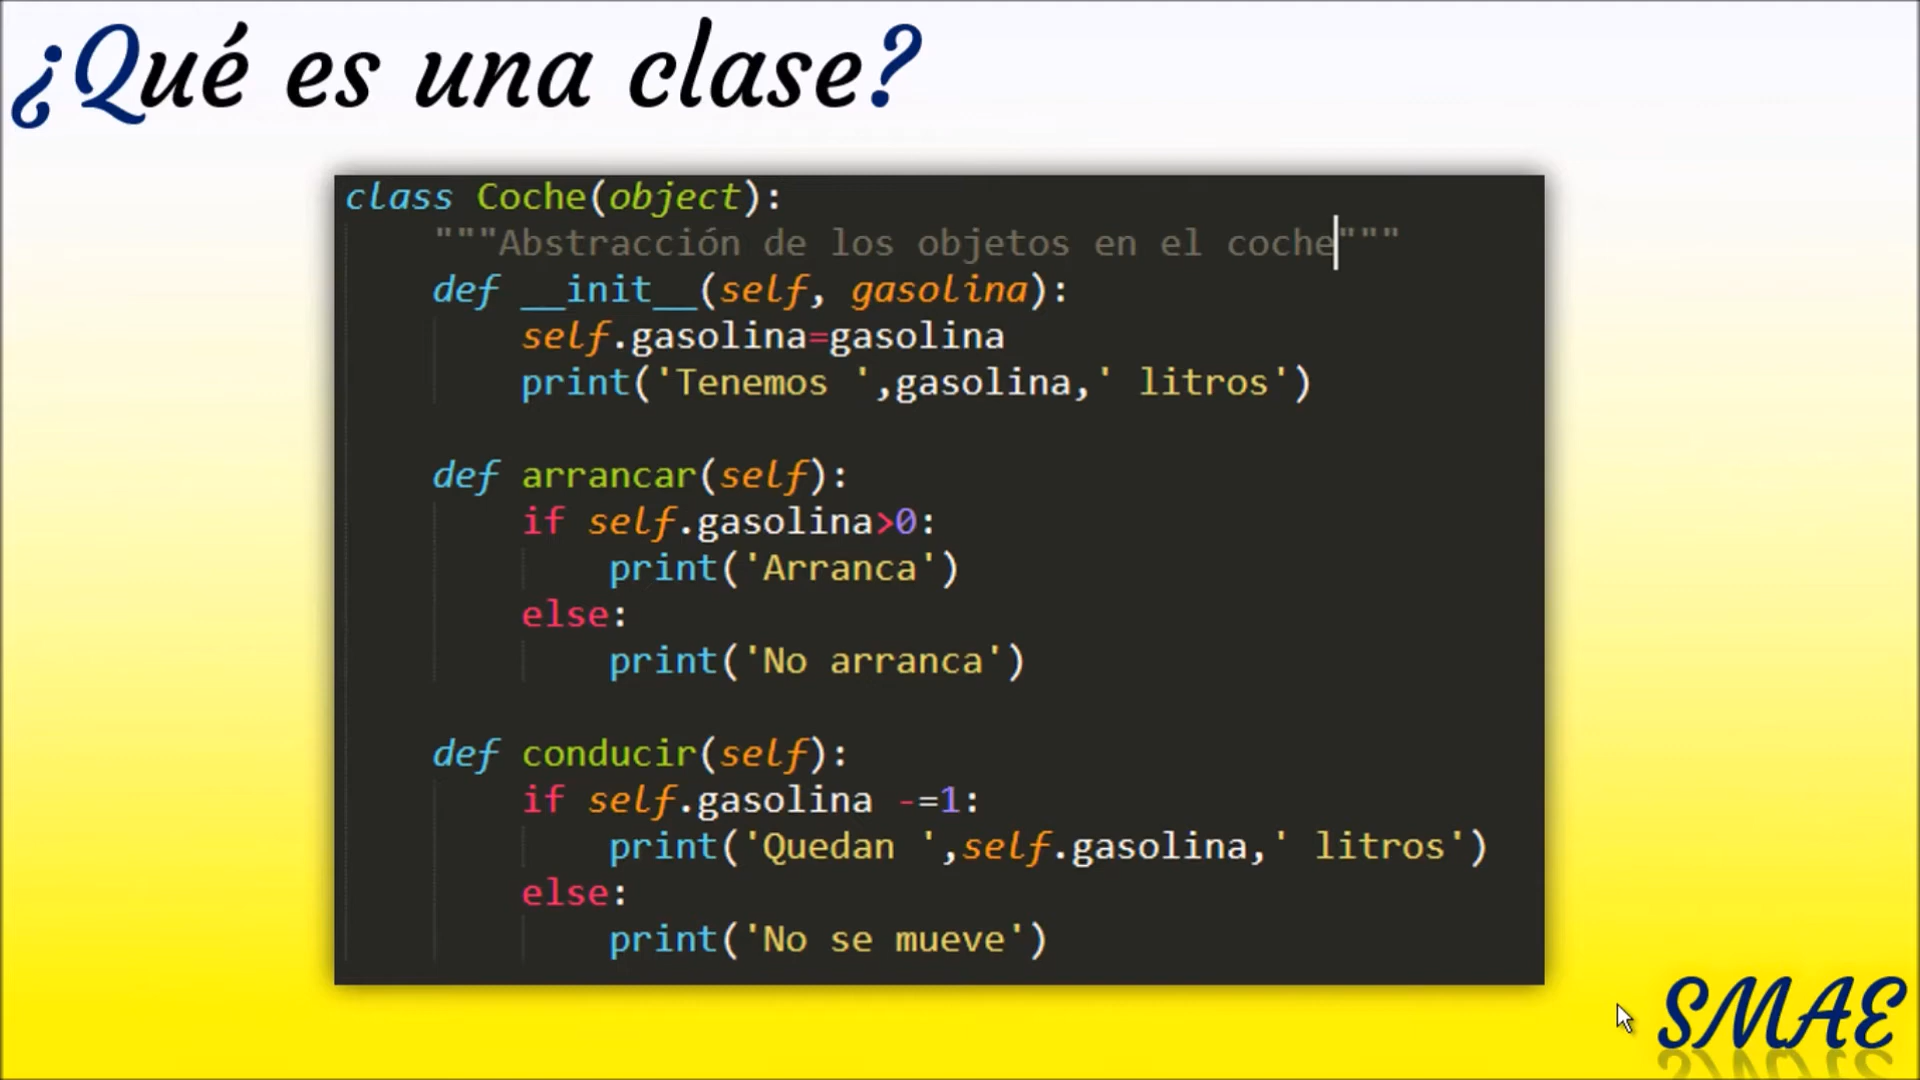 ¿Qué es una clase?
class Coche(object):
    """Abstracción de los objetos en el coche"""
    def __init__(self, gasolina):
        self.gasolina=gasolina
        print('Tenemos ',gasolina,' litros')

    def arrancar(self):
        if self.gasolina>0:
            print('Arranca')
        else:
            print('No arranca')

    def conducir(self):
        if self.gasolina -=1:
            print('Quedan ',self.gasolina,' litros')
        else:
            print('No se mueve')
SMAE